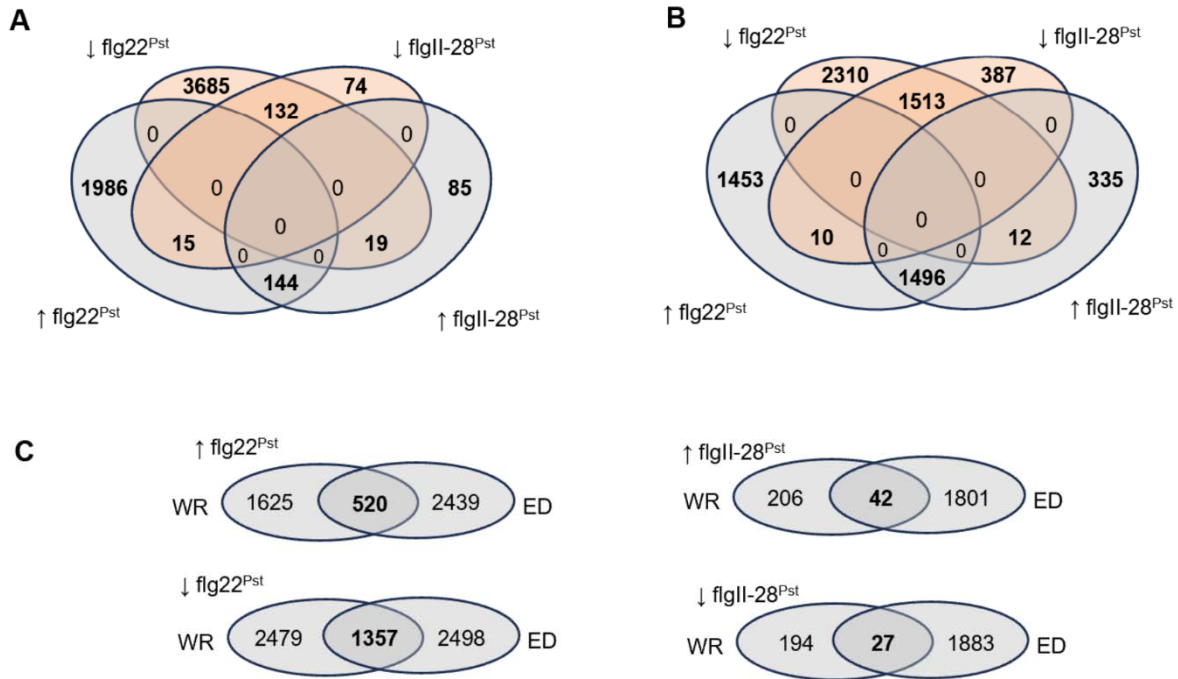 A
↓ flg22Pst
↓ flgII-28Pst
3685
74
132
0
0
1986
0
0
85
0
15
19
0
0
144
↑ flg22Pst
↑ flgII-28Pst
B
↓ flg22Pst
↓ flgII-28Pst
2310
387
1513
0
0
1453
0
0
335
0
10
12
0
0
1496
↑ flg22Pst
↑ flgII-28Pst
C
↑ flg22Pst
WR 1625 520 2439 ED
↑ flgII-28Pst
WR 206 42 1801 ED
↓ flg22Pst
WR 2479 1357 2498 ED
↓ flgII-28Pst
WR 194 27 1883 ED